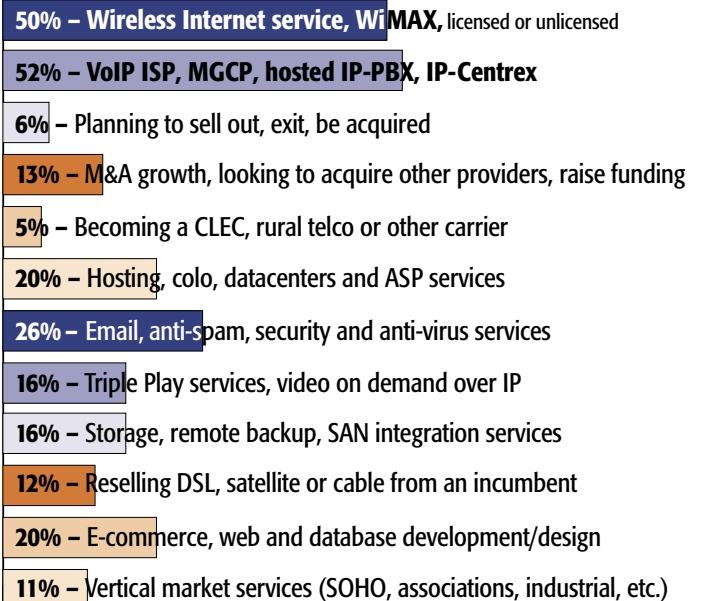 50% – Wireless Internet service, WiMAX, licensed or unlicensed
52% – VoIP ISP, MGCP, hosted IP-PBX, IP-Centrex
6% – Planning to sell out, exit, be acquired
13% – M&A growth, looking to acquire other providers, raise funding
5% – Becoming a CLEC, rural telco or other carrier
20% – Hosting, colo, datacenters and ASP services
26% – Email, anti-spam, security and anti-virus services
16% – Triple Play services, video on demand over IP
16% – Storage, remote backup, SAN integration services
12% – Reselling DSL, satellite or cable from an incumbent
20% – E-commerce, web and database development/design
11% – Vertical market services (SOHO, associations, industrial, etc.)